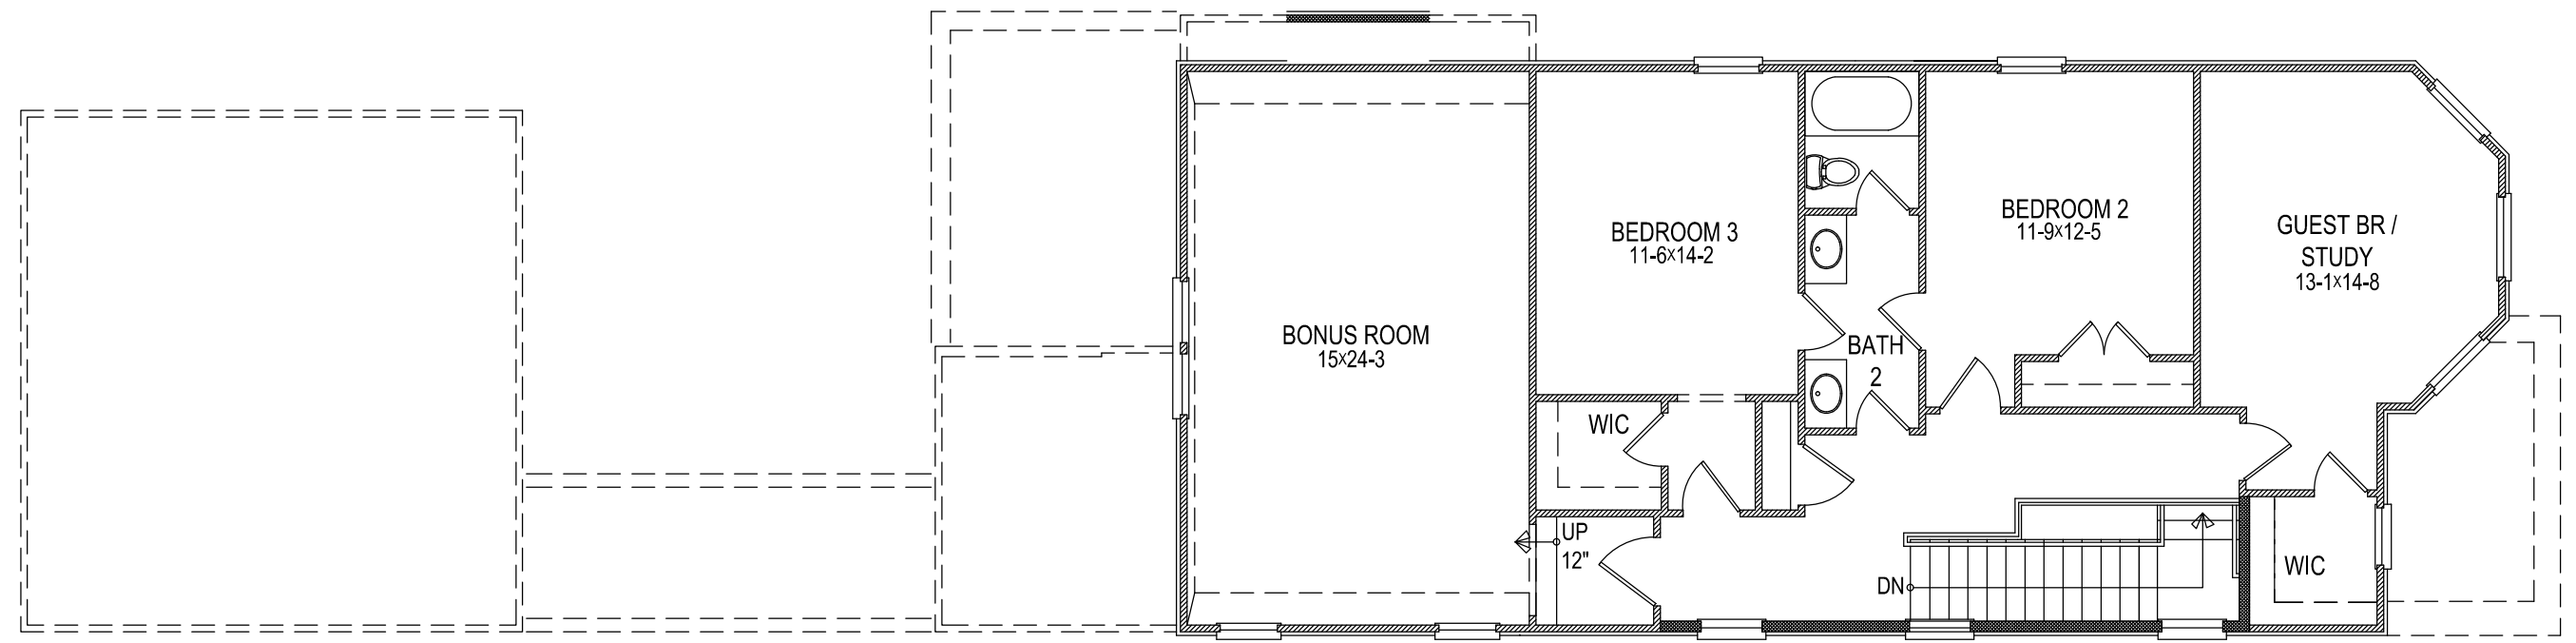 BONUS ROOM
15x24-3
BEDROOM 3
11-6x14-2
BATH
2
BEDROOM 2
11-9x12-5
GUEST BR /
STUDY
13-1x14-8
WIC
UP
12"
DN
WIC